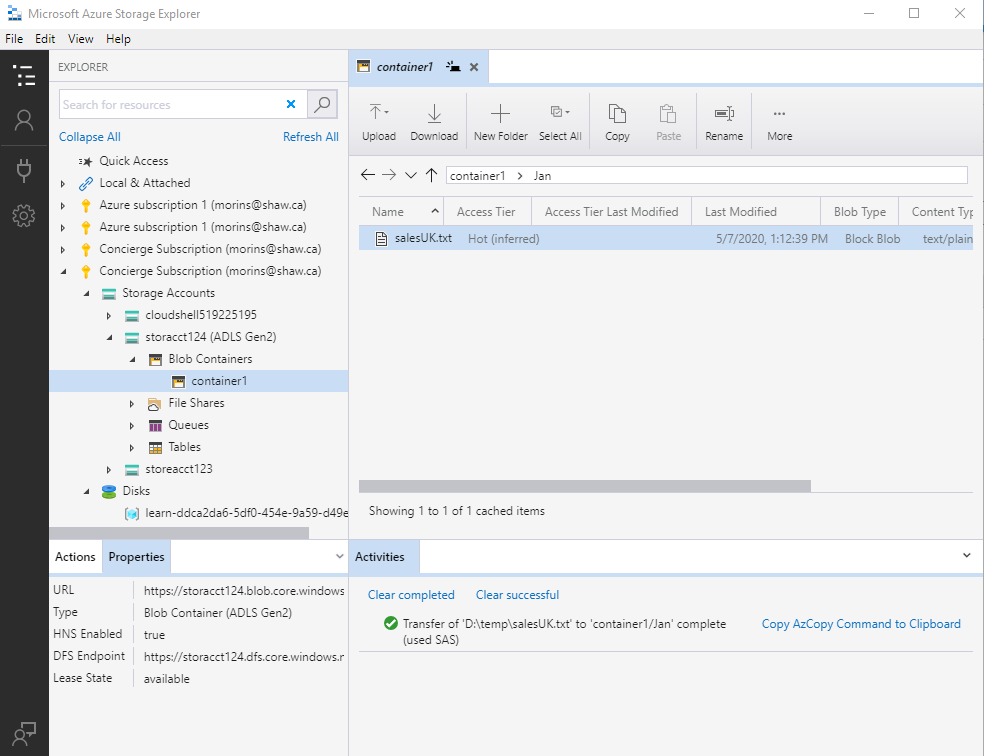 Microsoft Azure Storage Explorer
File Edit View Help
EXPLORER
Search for resources
Collapse All Refresh All
Quick Access
Local & Attached
Azure subscription 1 (morins@shaw.ca)
Azure subscription 1 (morins@shaw.ca)
Concierge Subscription (morins@shaw.ca)
Concierge Subscription (morins@shaw.ca)
Storage Accounts
cloudshell519225195
storacct124 (ADLS Gen2)
Blob Containers
container1
File Shares
Queues
Tables
storeacct123
Disks
learn-ddca2da6-5df0-454e-9a59-d49e
container1
Upload Download New Folder Select All Copy Paste Rename More
container1 > Jan
Name Access Tier Access Tier Last Modified Last Modified Blob Type Content Typ
salesUK.txt Hot (inferred) 5/7/2020, 1:12:39 PM Block Blob text/plain
Showing 1 to 1 of 1 cached items
Actions Properties
URL https://storacct124.blob.core.windows
Type Blob Container (ADLS Gen2)
HNS Enabled true
DFS Endpoint https://storacct124.dfs.core.windows.r
Lease State available
Activities
Clear completed Clear successful
Transfer of 'D:\temp\salesUK.txt' to 'container1/Jan' complete
(used SAS)
Copy AzCopy Command to Clipboard